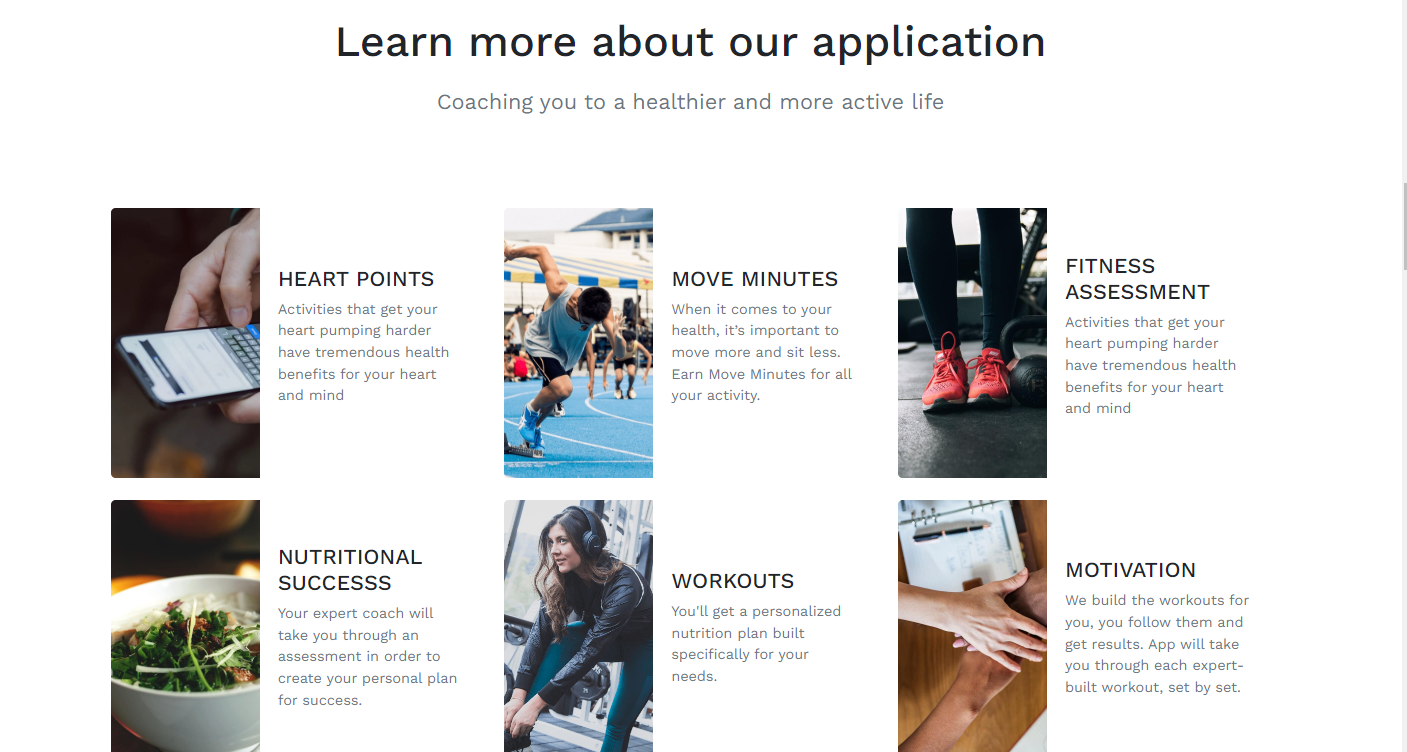 Learn more about our application
Coaching you to a healthier and more active life
HEART POINTS
Activities that get your
heart pumping harder
have tremendous health
benefits for your heart
and mind
MOVE MINUTES
When it comes to your
health, it’s important to
move more and sit less.
Earn Move Minutes for all
your activity.
FITNESS
ASSESSMENT
Activities that get your
heart pumping harder
have tremendous health
benefits for your heart
and mind
NUTRITIONAL
SUCCESSS
Your expert coach will
take you through an
assessment in order to
create your personal plan
for success.
WORKOUTS
You'll get a personalized
nutrition plan built
specifically for your
needs.
MOTIVATION
We build the workouts for
you, you follow them and
get results. App will take
you through each expert-
built workout, set by set.